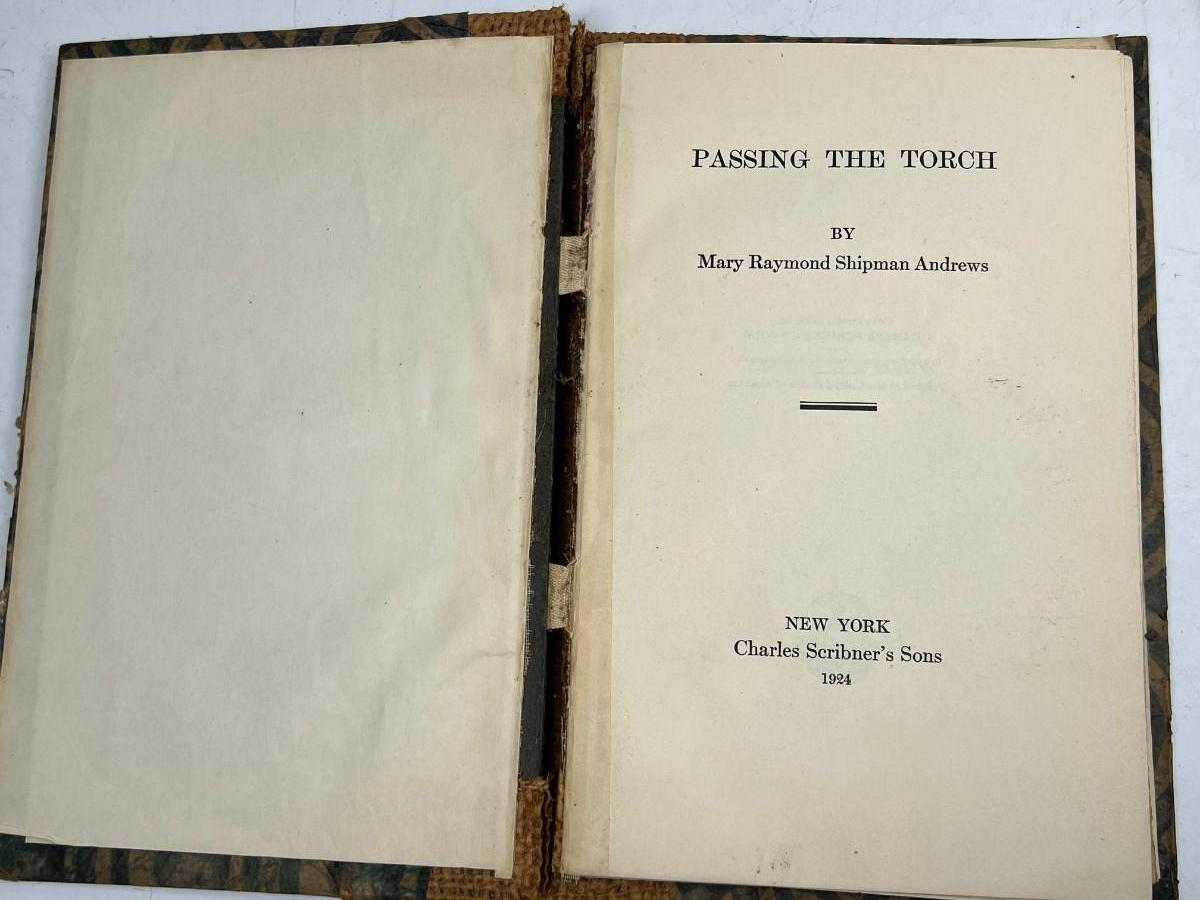 PASSING THE TORCH
BY
Mary Raymond Shipman Andrews
NEW YORK
Charles Scribner's Sons
1924